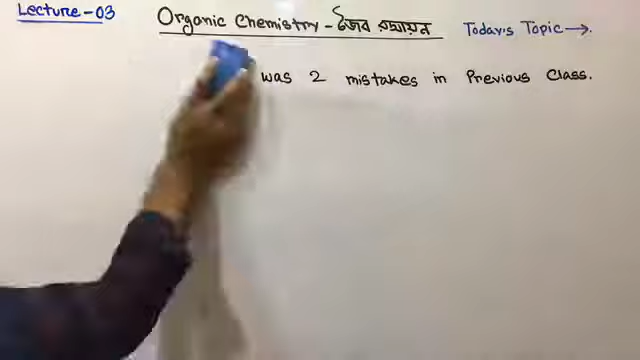 Lecture-03
Organic Chemistry - জৈব রসায়ন
Today's Topic →.
was 2 mistakes in Previous Class.